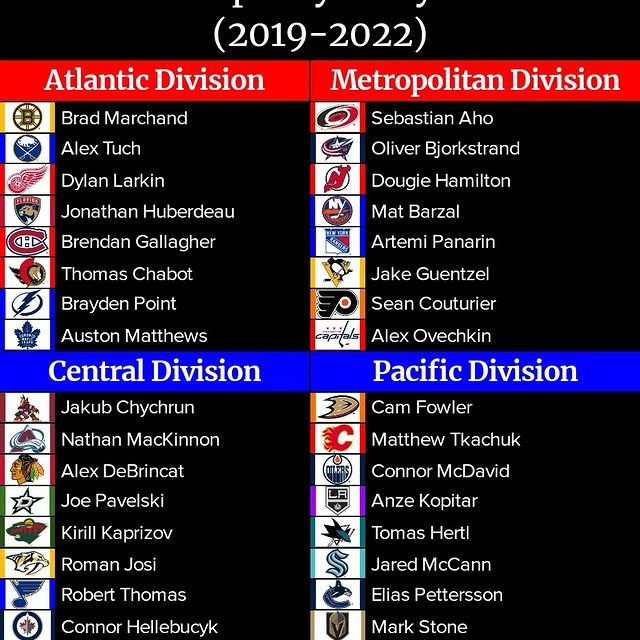 (2019-2022)
Atlantic Division
Brad Marchand
Alex Tuch
Dylan Larkin
Jonathan Huberdeau
Brendan Gallagher
Thomas Chabot
Brayden Point
Auston Matthews
Metropolitan Division
Sebastian Aho
Oliver Bjorkstrand
Dougie Hamilton
Mat Barzal
Artemi Panarin
Jake Guentzel
Sean Couturier
capitals
Alex Ovechkin
Central Division
Jakub Chychrun
Nathan MacKinnon
Alex DeBrincat
Joe Pavelski
Kirill Kaprizov
Roman Josi
Robert Thomas
Connor Hellebucyk
Pacific Division
Cam Fowler
Matthew Tkachuk
OILERS
Connor McDavid
LA
Anze Kopitar
Tomas Hertl
Jared McCann
Elias Pettersson
Mark Stone